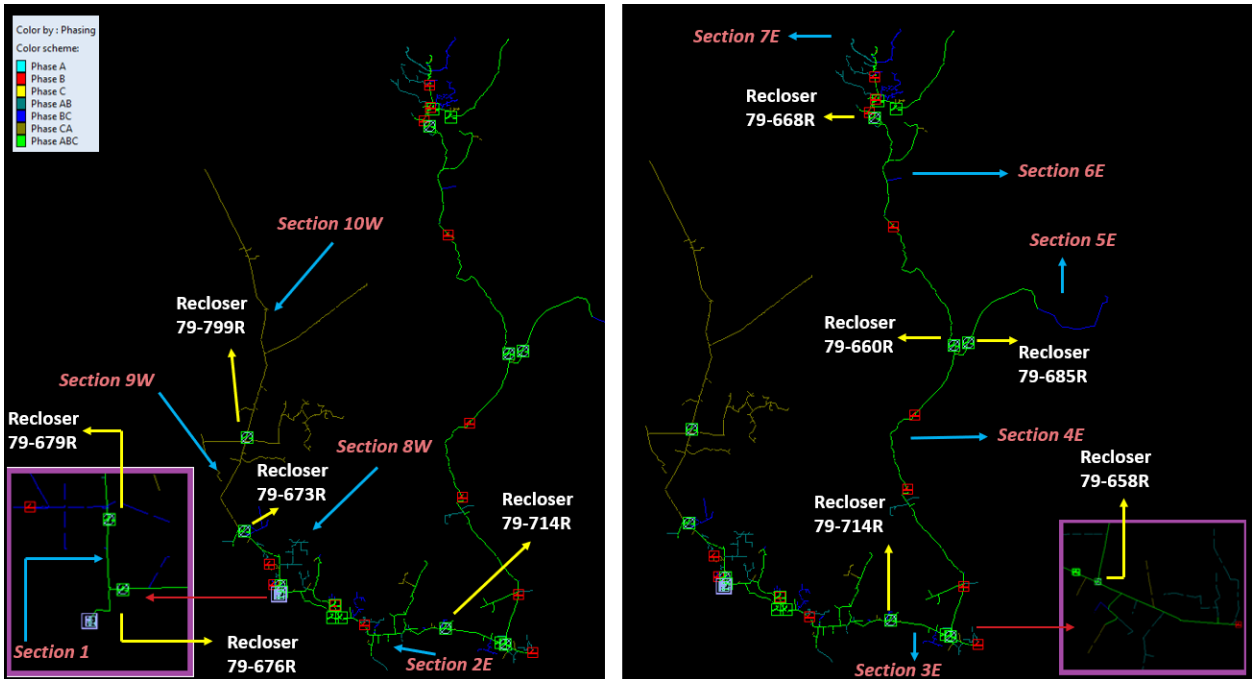 Color by : Phasing
Color scheme:
Phase A
Phase B
Phase C
Phase AB
Phase BC
Phase CA
Phase ABC
Section 10W
Recloser
79-799R
Section 9W
Recloser
79-679R
Section 8W
Recloser
79-673R
Recloser
79-714R
Section 1
Recloser
79-676R
Section 2E
Section 7E
Recloser
79-668R
Section 6E
Section 5E
Recloser
79-660R
Recloser
79-685R
Section 4E
Recloser
79-658R
Recloser
79-714R
Section 3E